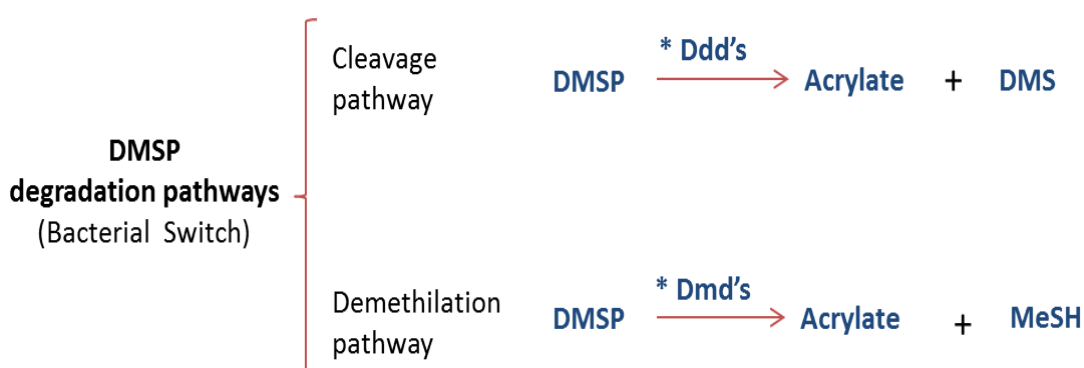 DMSP
degradation pathways
(Bacterial Switch)
Cleavage
pathway
DMSP
* Ddd's
Acrylate + DMS
Demethilation
pathway
DMSP
* Dmd's
Acrylate + MeSH